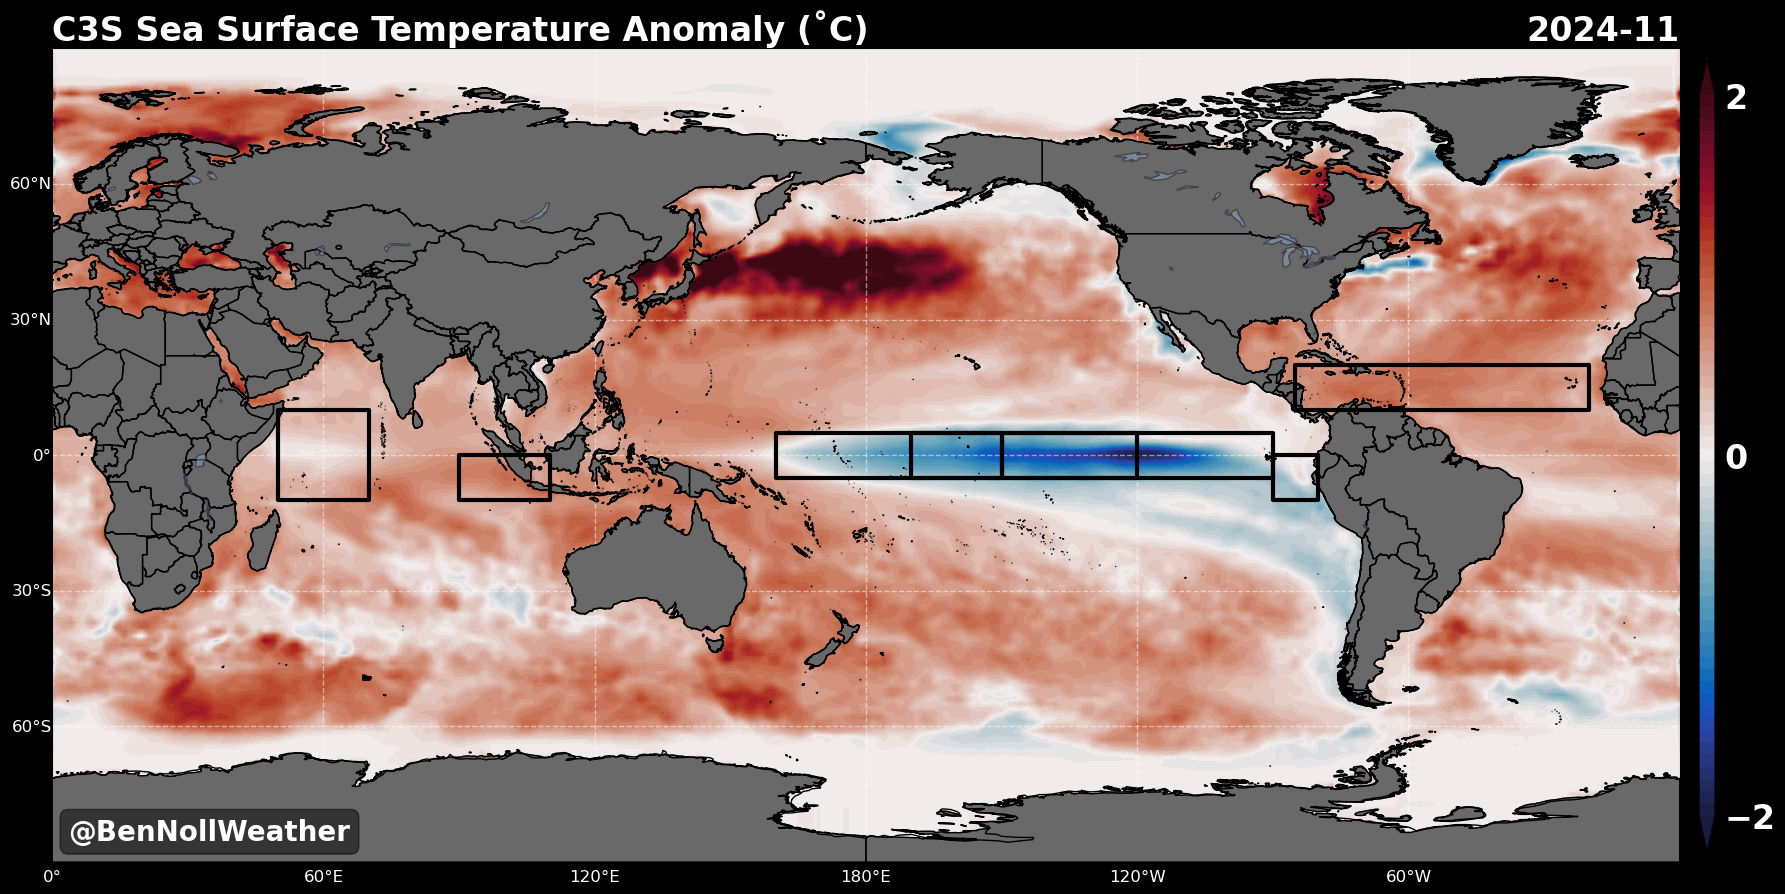 C3S Sea Surface Temperature Anomaly (˚C)
2024-11
2
0
−2
60°N
30°N
0°
30°S
60°S
@BenNollWeather
0°
60°E
120°E
180°E
120°W
60°W